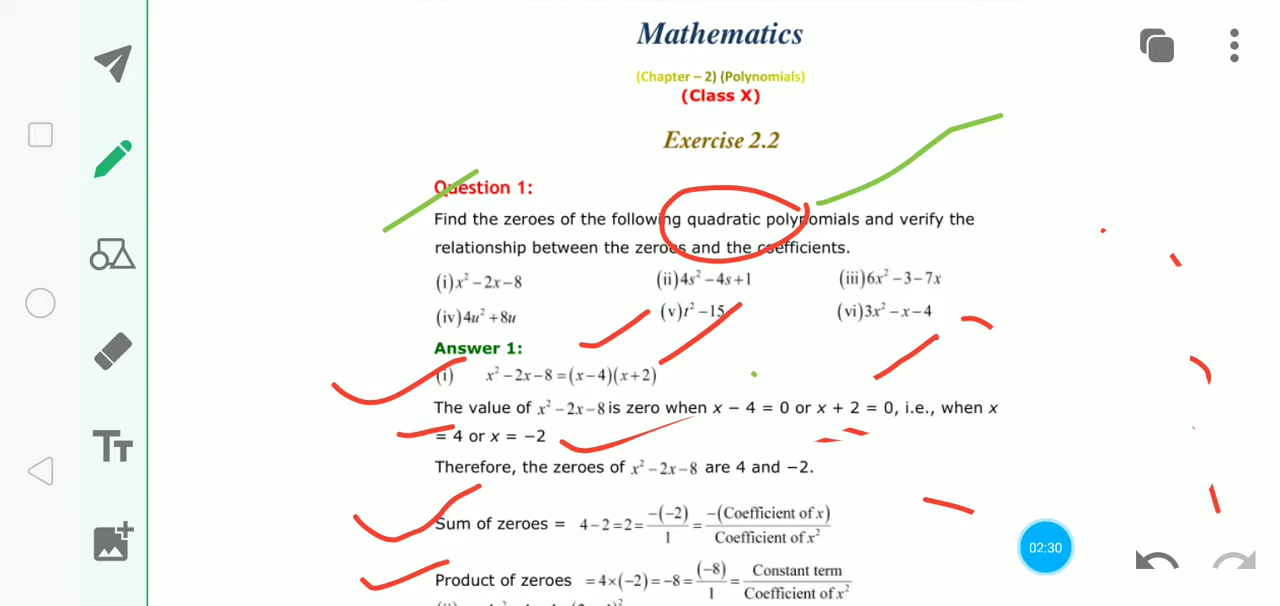 Mathematics
(Chapter – 2) (Polynomials)
(Class X)
Exercise 2.2
Question 1:
Find the zeroes of the following quadratic polynomials and verify the
relationship between the zeroes and the coefficients.
(i) x² – 2x – 8 (ii) 4s² – 4s + 1 (iii) 6x² – 3 – 7x
(iv) 4u² + 8u (v) t² – 15 (vi) 3x² – x – 4
Answer 1:
(i) x² – 2x – 8 = (x – 4)(x + 2)
The value of x² – 2x – 8 is zero when x − 4 = 0 or x + 2 = 0, i.e., when x
= 4 or x = −2
Therefore, the zeroes of x² – 2x – 8 are 4 and −2.
Sum of zeroes = 4 – 2 = 2 = –(–2)/1 = –(Coefficient of x)/Coefficient of x²
Product of zeroes = 4×(–2) = –8 = (–8)/1 = Constant term/Coefficient of x²
02:30
TT